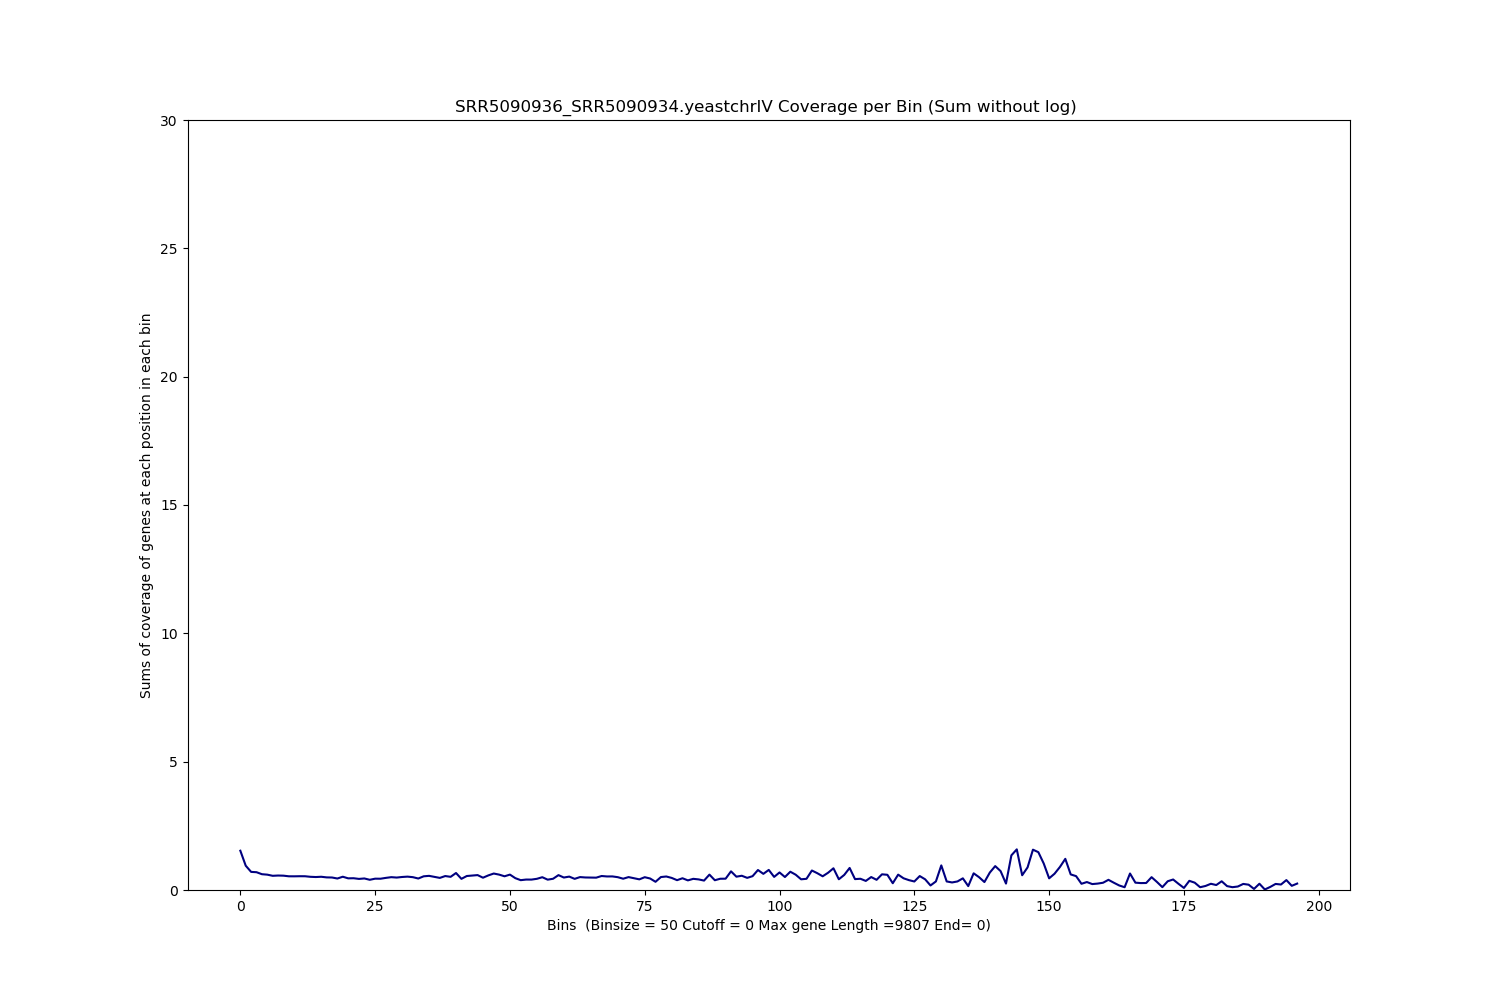 SRR5090936_SRR5090934.yeastchrIV Coverage per Bin (Sum without log)
30
25
20
15
10
5
0
Sums of coverage of genes at each position in each bin
0 25 50 75 100 125 150 175 200
Bins  (Binsize = 50 Cutoff = 0 Max gene Length =9807 End= 0)